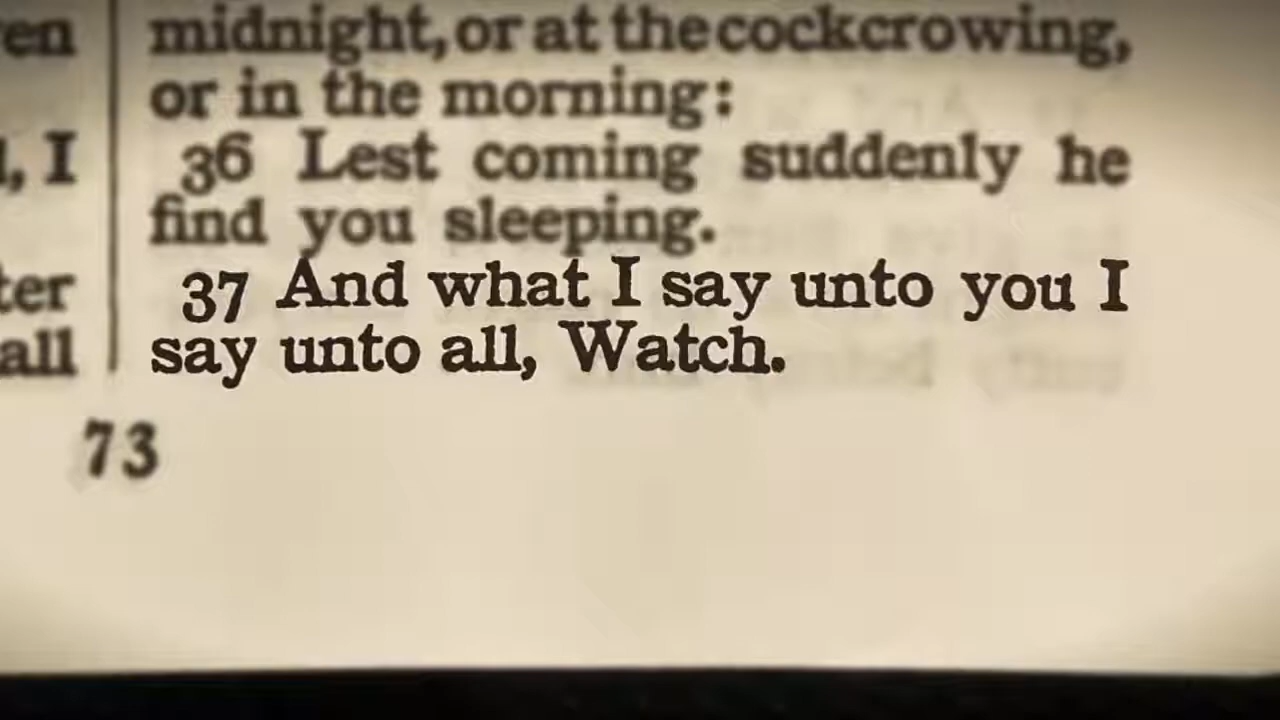 en
, I
ter
all
midnight, or at the cockcrowing,
or in the morning:
36 Lest coming suddenly he
find you sleeping.
37 And what I say unto you I
say unto all, Watch.
73